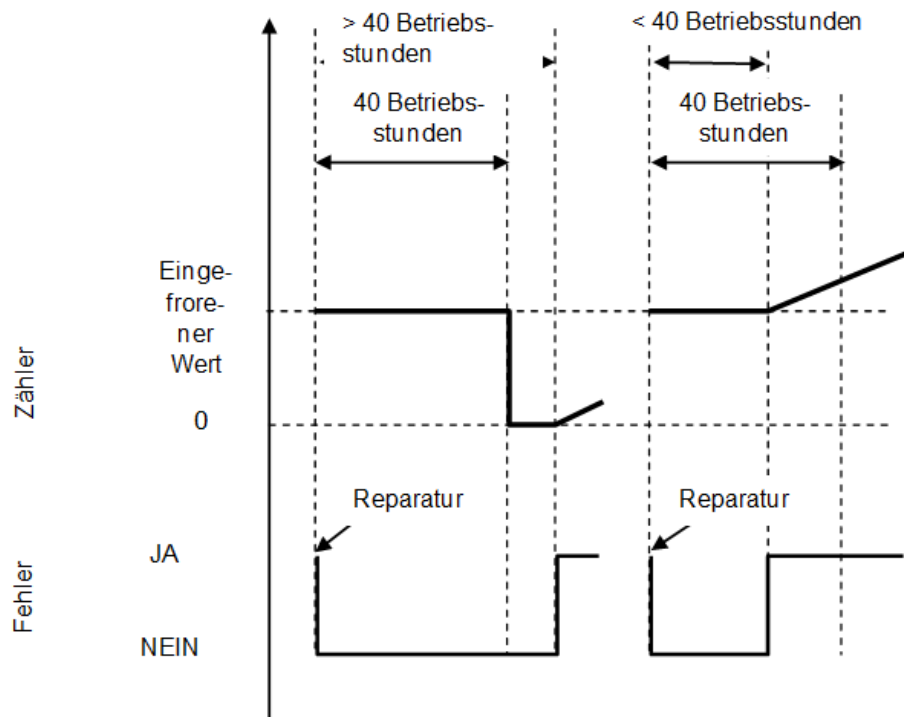 > 40 Betriebs-
stunden
< 40 Betriebsstunden
40 Betriebs-
stunden
40 Betriebs-
stunden
Einge-
frore-
ner
Wert
0
Zähler
Reparatur
Reparatur
JA
NEIN
Fehler